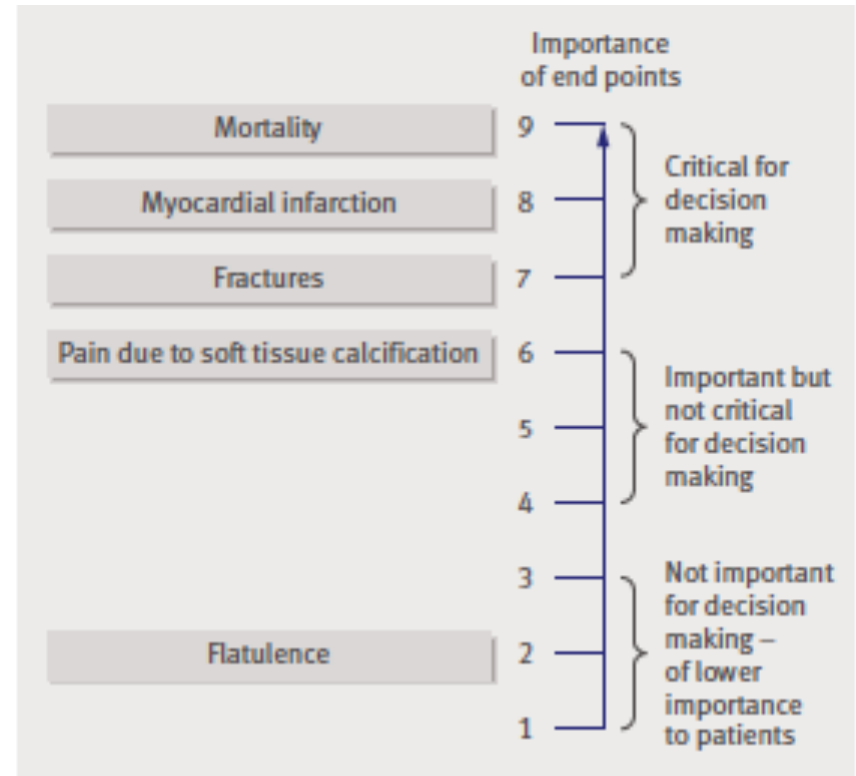 Importance
of end points
Mortality
9
Myocardial infarction
8
Fractures
7
Critical for
decision
making
Pain due to soft tissue calcification
6
5
4
Important but
not critical
for decision
making
3
Flatulence
2
1
Not important
for decision
making –
of lower
importance
to patients